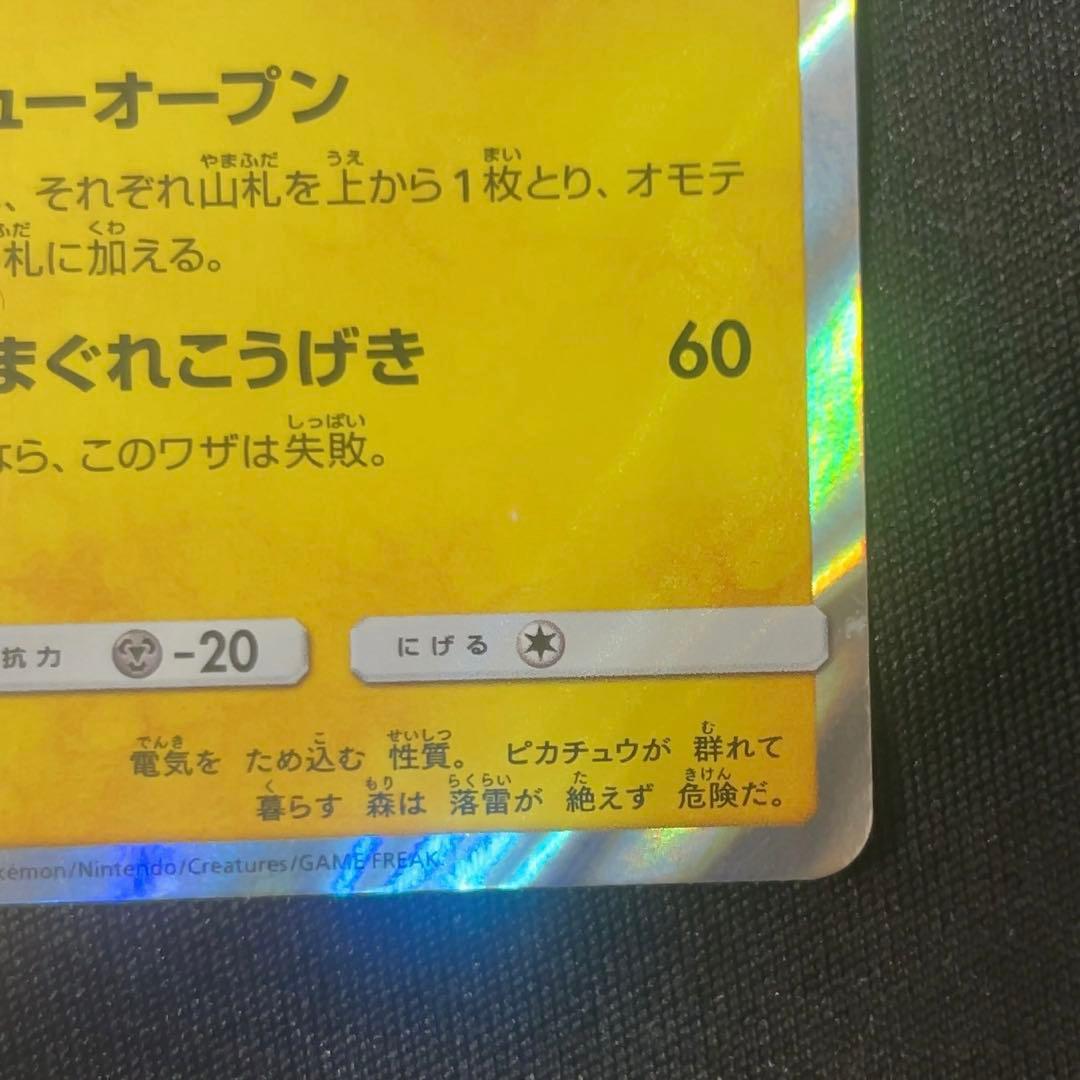 ューオープン
、それぞれ山札を上から1枚とり、オモテ
札に加える。
まぐれこうげき 60
なら、このワザは失敗。
抗力 -20 にげる
電気を ため込む 性質。 ピカチュウが 群れて
暮らす 森は 落雷が 絶えず 危険だ。
kémon/Nintendo/Creatures/GAME FREAK.